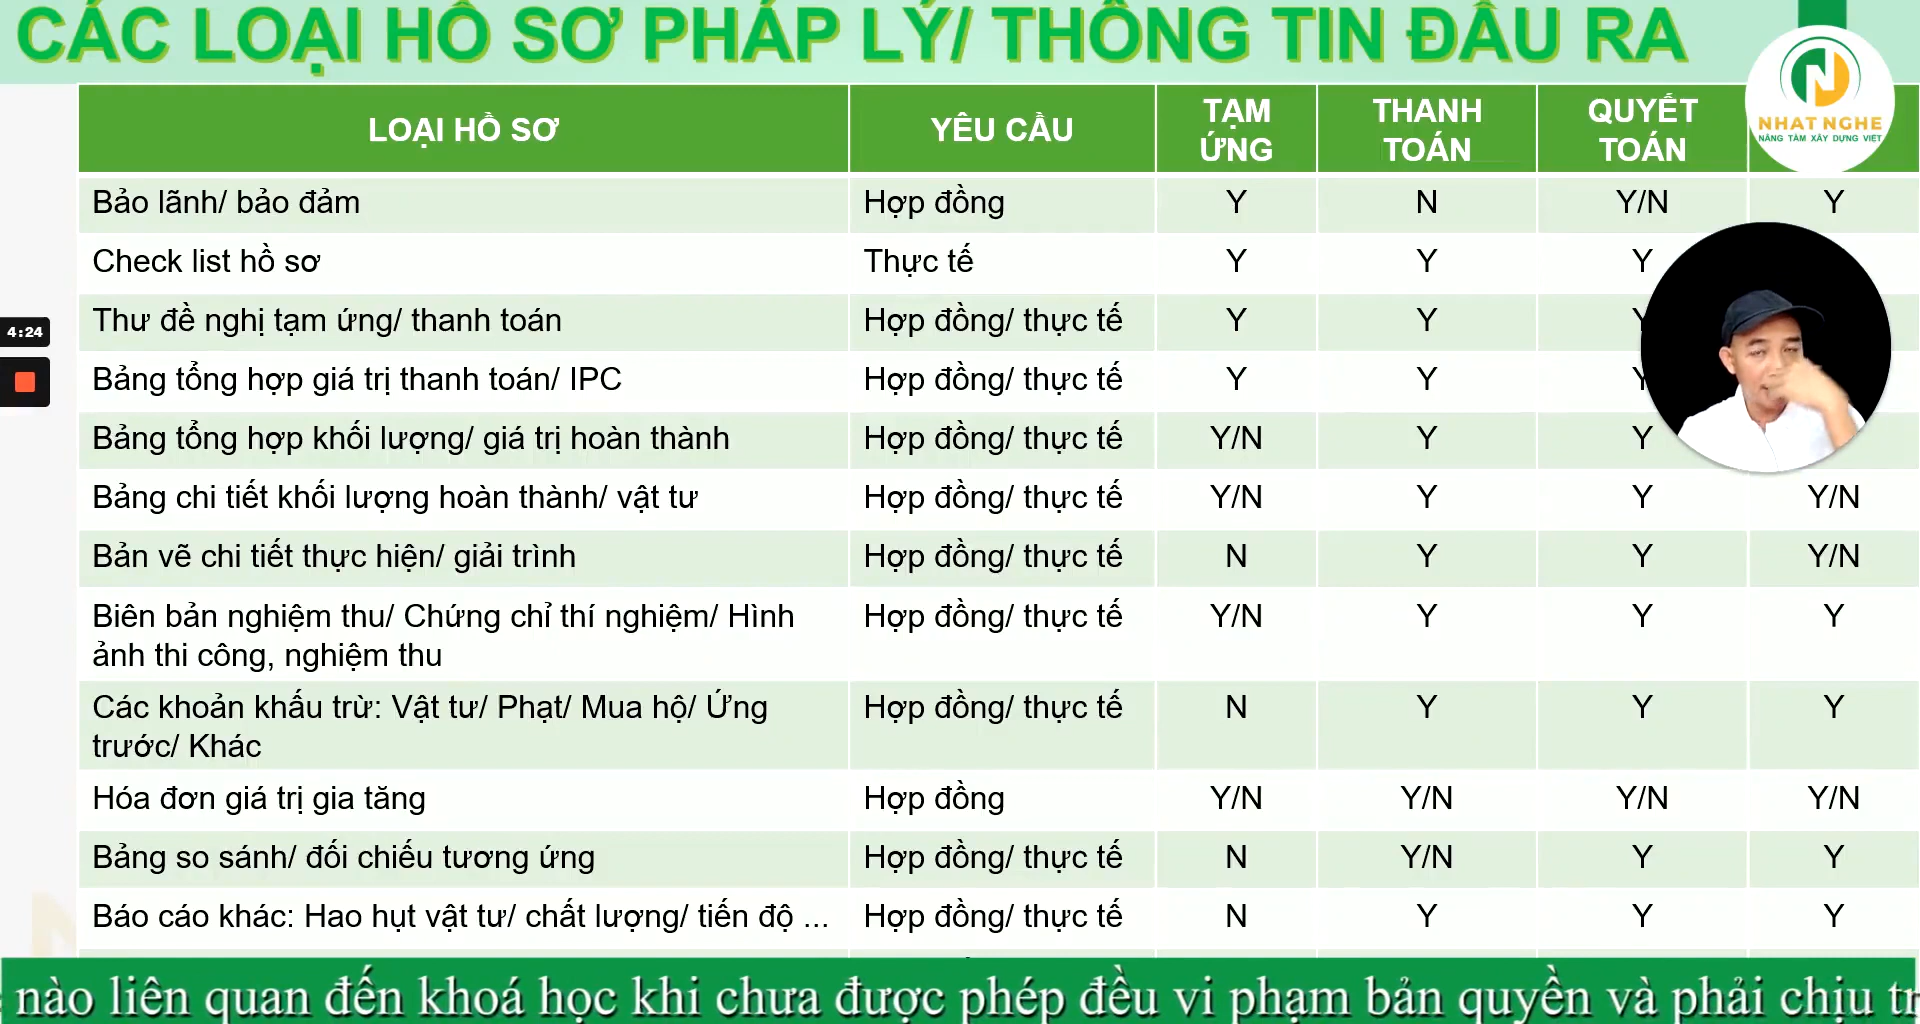 CÁC LOẠI HỒ SƠ PHÁP LÝ/ THÔNG TIN ĐẦU RA
NHAT NGHE
NÂNG TẦM XÂY DỰNG VIỆT
LOẠI HỒ SƠ YÊU CẦU TẠM ỨNG THANH TOÁN QUYẾT TOÁN
Bảo lãnh/ bảo đảm Hợp đồng Y N Y/N Y
Check list hồ sơ Thực tế Y Y Y
Thư đề nghị tạm ứng/ thanh toán Hợp đồng/ thực tế Y Y Y
4:24
Bảng tổng hợp giá trị thanh toán/ IPC Hợp đồng/ thực tế Y Y Y
Bảng tổng hợp khối lượng/ giá trị hoàn thành Hợp đồng/ thực tế Y/N Y Y
Bảng chi tiết khối lượng hoàn thành/ vật tư Hợp đồng/ thực tế Y/N Y Y Y/N
Bản vẽ chi tiết thực hiện/ giải trình Hợp đồng/ thực tế N Y Y Y/N
Biên bản nghiệm thu/ Chứng chỉ thí nghiệm/ Hình Hợp đồng/ thực tế Y/N Y Y Y
ảnh thi công, nghiệm thu
Các khoản khấu trừ: Vật tư/ Phạt/ Mua hộ/ Ứng Hợp đồng/ thực tế N Y Y Y
trước/ Khác
Hóa đơn giá trị gia tăng Hợp đồng Y/N Y/N Y/N Y/N
Bảng so sánh/ đối chiếu tương ứng Hợp đồng/ thực tế N Y/N Y Y
Báo cáo khác: Hao hụt vật tư/ chất lượng/ tiến độ ... Hợp đồng/ thực tế N Y Y Y
nào liên quan đến khoá học khi chưa được phép đều vi phạm bản quyền và phải chịu